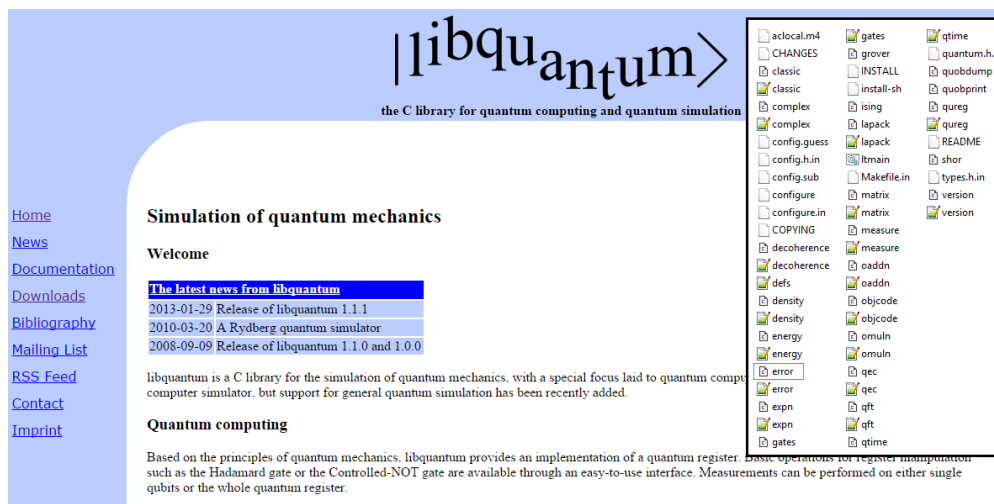 |libquantum>
the C library for quantum computing and quantum simulation
Home
News
Documentation
Downloads
Bibliography
Mailing List
RSS Feed
Contact
Imprint
Simulation of quantum mechanics
Welcome
The latest news from libquantum
2013-01-29 Release of libquantum 1.1.1
2010-03-20 A Rydberg quantum simulator
2008-09-09 Release of libquantum 1.1.0 and 1.0.0
libquantum is a C library for the simulation of quantum mechanics, with a special focus laid to quantum
computer simulator, but support for general quantum simulation has been recently added.
Quantum computing
Based on the principles of quantum mechanics, libquantum provides an implementation of a quantum register. Basic operations for register manipulation
such as the Hadamard gate or the Controlled-NOT gate are available through an easy-to-use interface. Measurements can be performed on either single
qubits or the whole quantum register.
aclocal.m4
CHANGES
classic
classic
complex
complex
config.guess
config.h.in
config.sub
configure
configure.in
COPYING
decoherence
decoherence
defs
density
density
energy
energy
error
error
expn
expn
gates
gates
grover
INSTALL
install-sh
ising
lapack
lapack
ltmain
Makefile.in
matrix
matrix
measure
measure
oaddn
oaddn
objcode
objcode
omuln
omuln
qec
qec
qft
qft
qtime
qtime
quantum.h.
quobdump
quobprint
qureg
qureg
README
shor
types.h.in
version
version